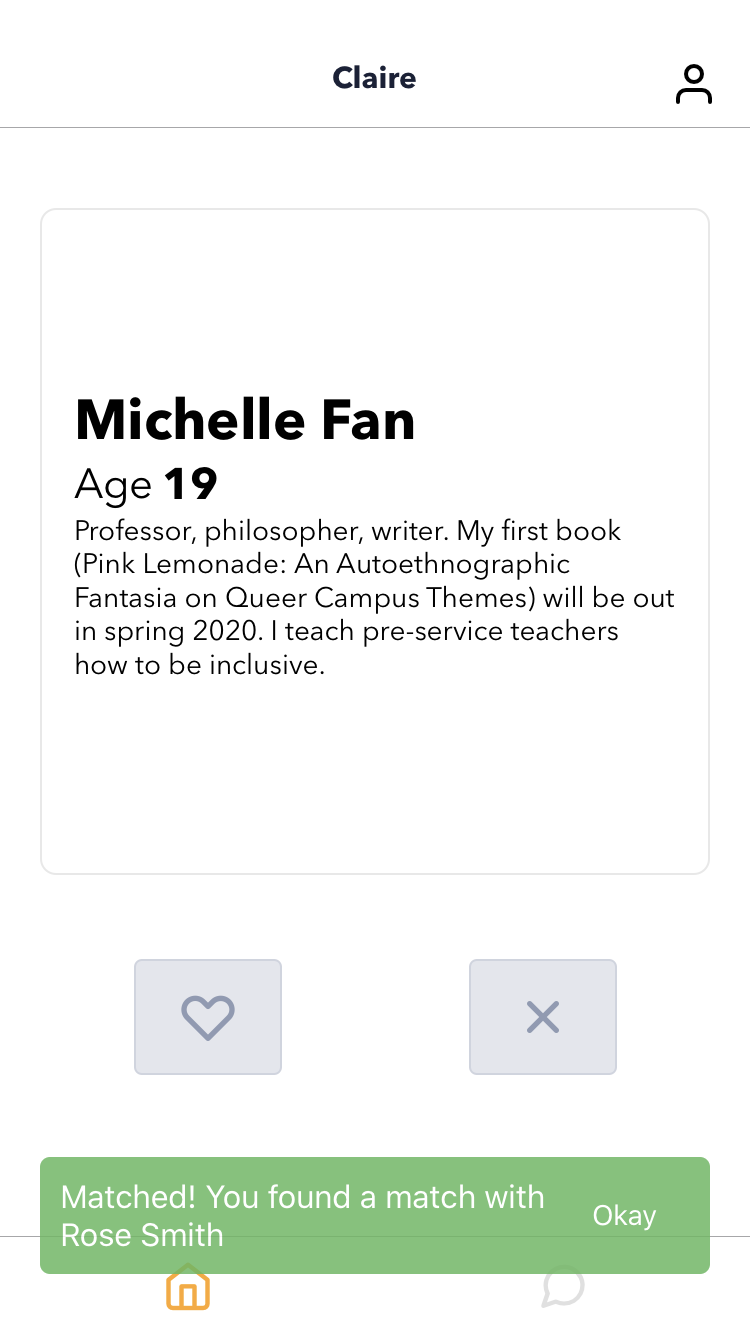 Claire
Michelle Fan
Age 19
Professor, philosopher, writer. My first book
(Pink Lemonade: An Autoethnographic
Fantasia on Queer Campus Themes) will be out
in spring 2020. I teach pre-service teachers
how to be inclusive.
Matched! You found a match with
Rose Smith
Okay